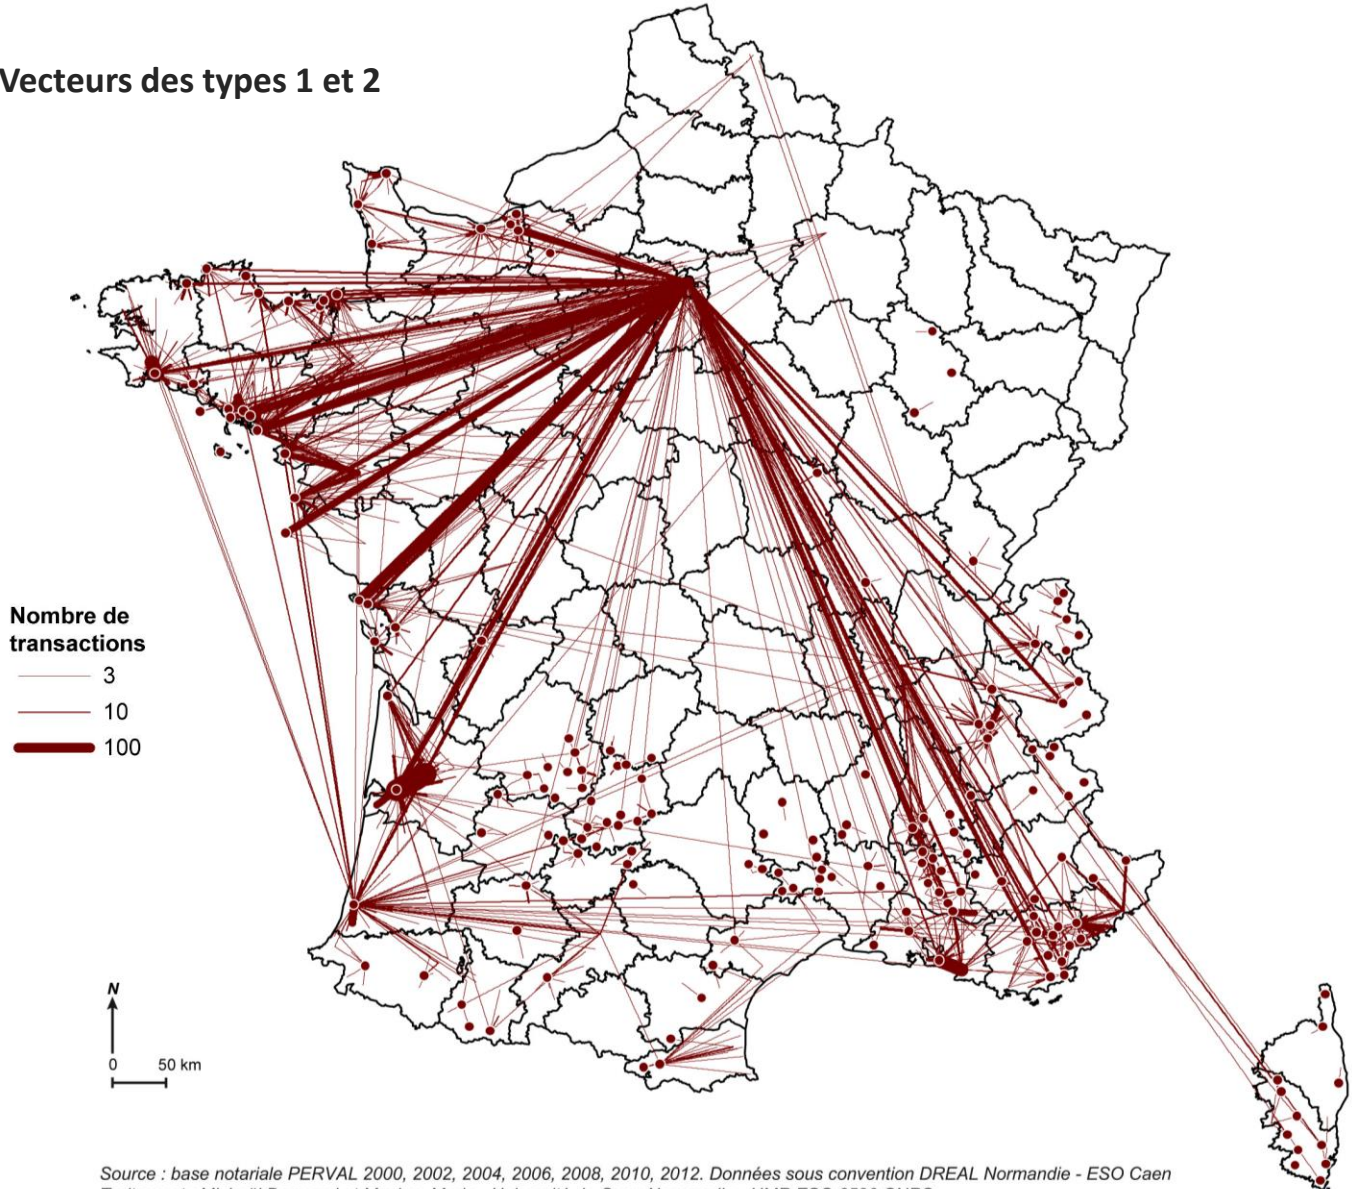 Vecteurs des types 1 et 2
Nombre de
transactions
3
10
100
N
0 50 km
Source : base notariale PERVAL 2000, 2002, 2004, 2006, 2008, 2010, 2012. Données sous convention DREAL Normandie - ESO Caen